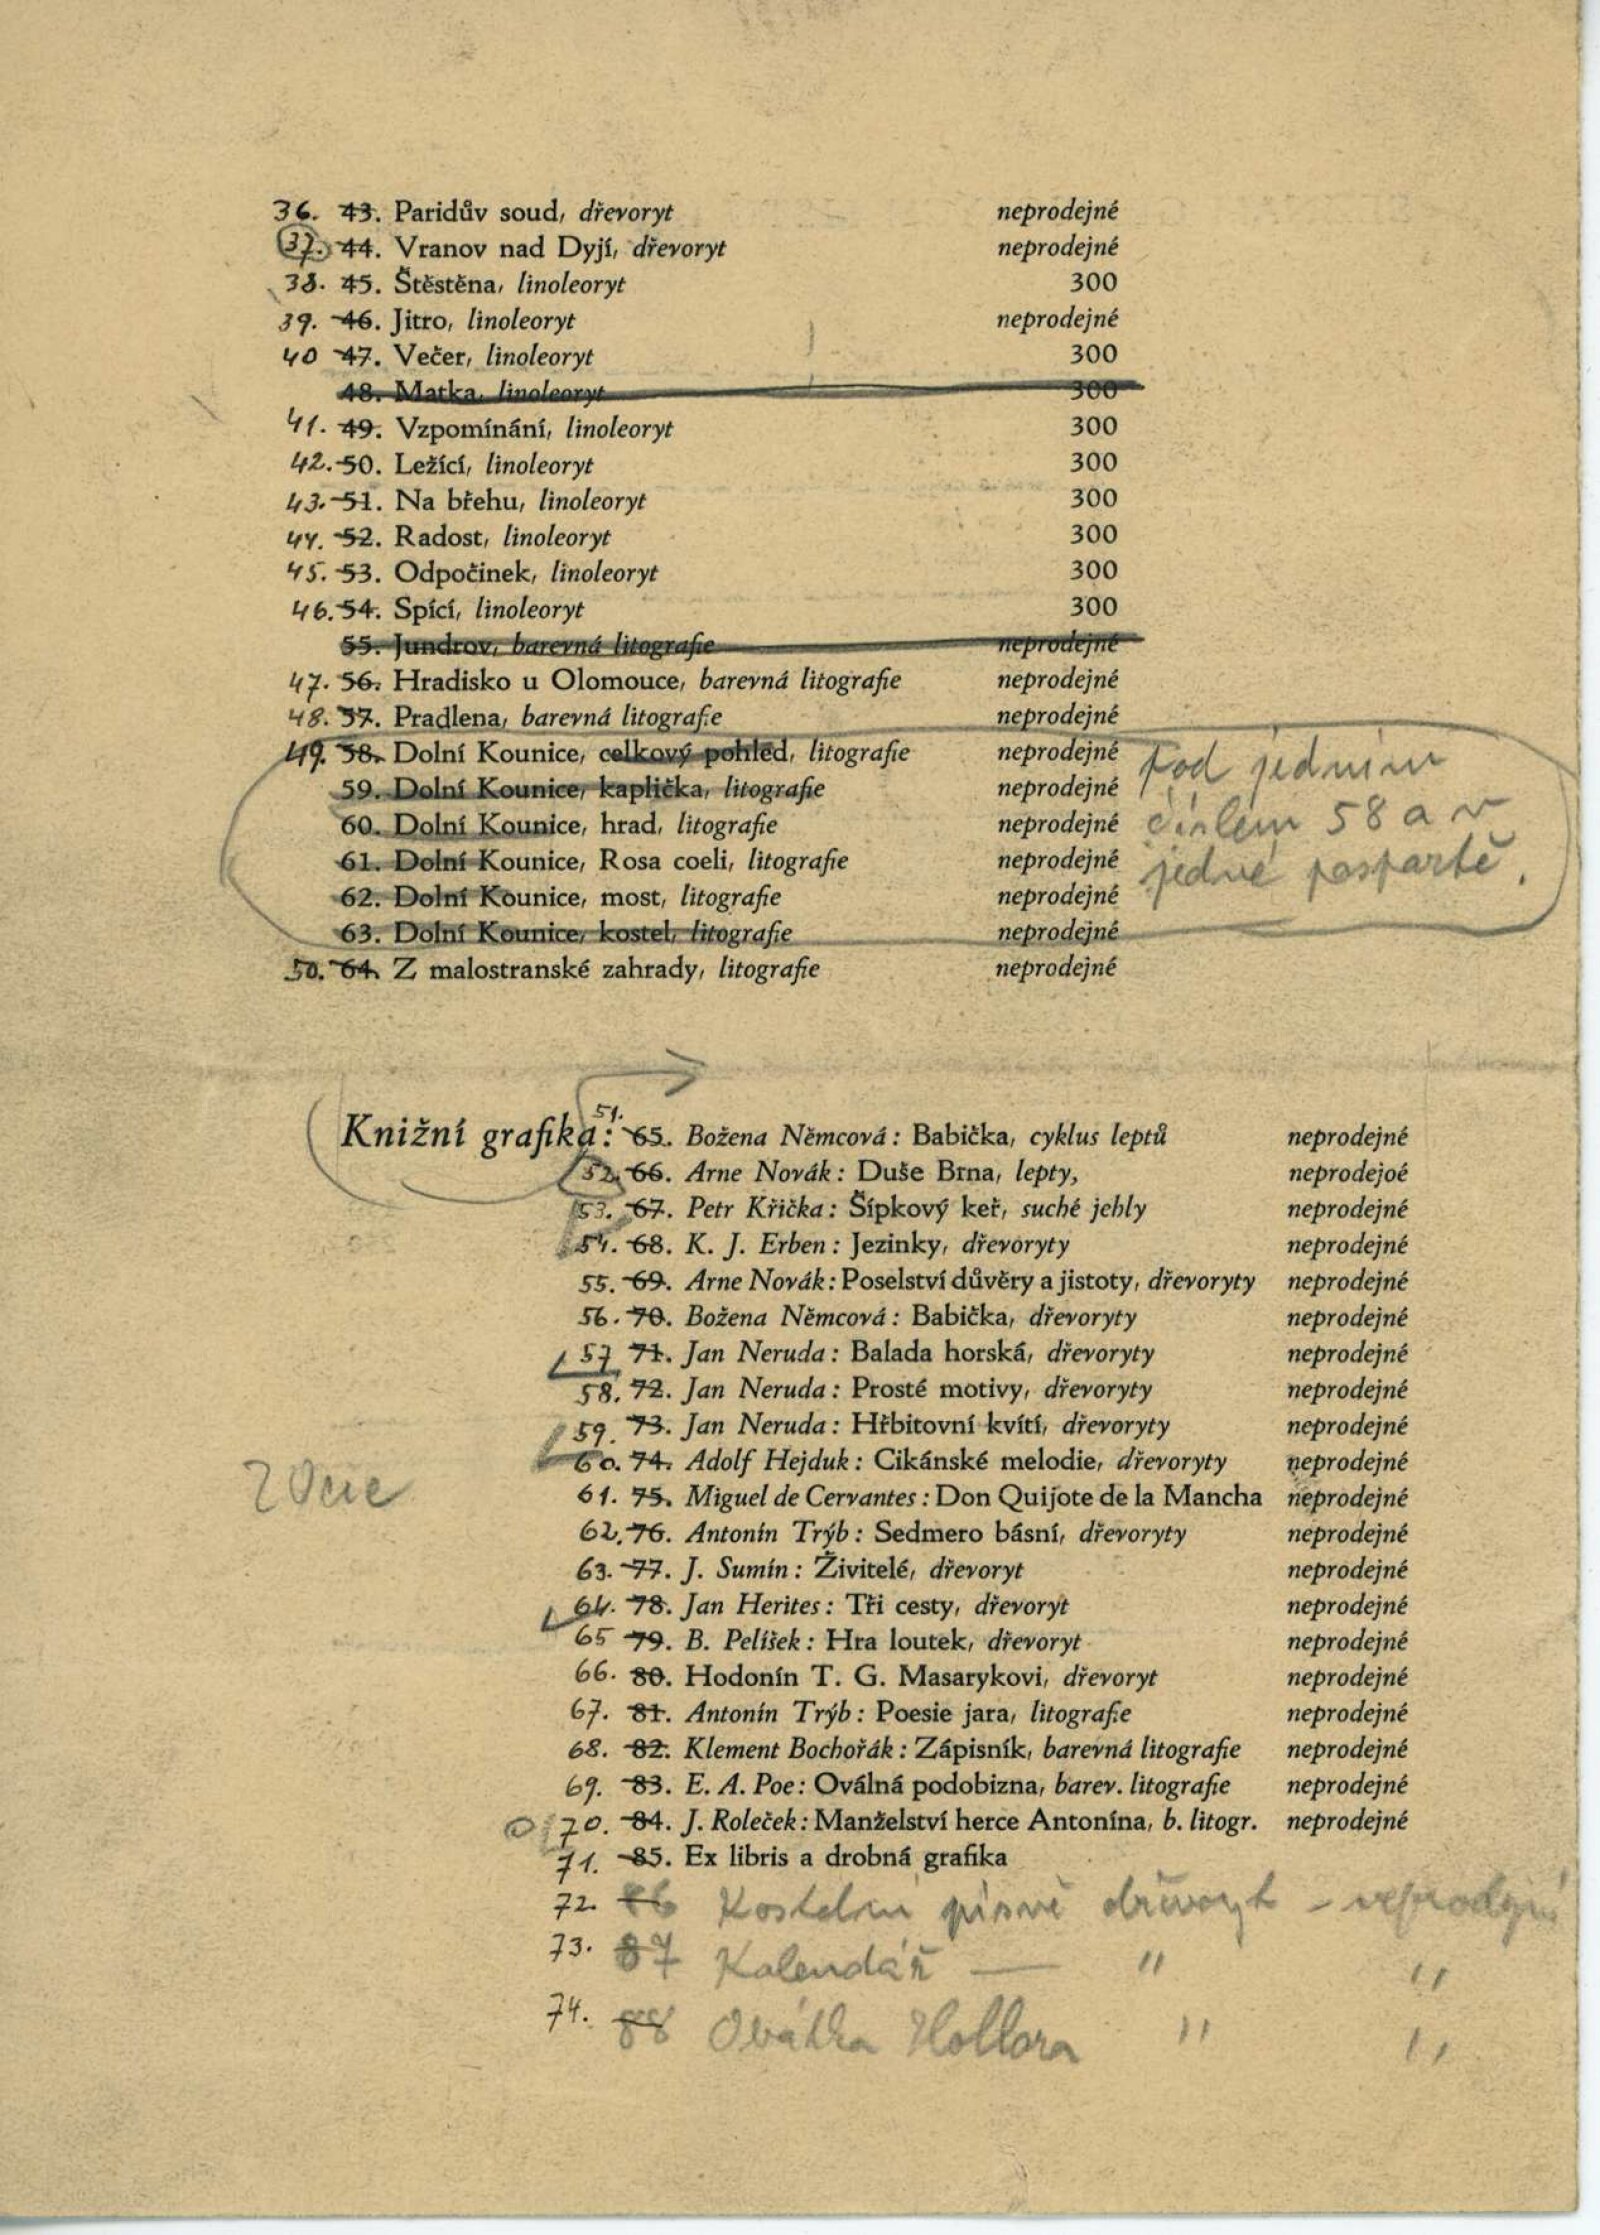 36. 43. Paridův soud, dřevoryt neprodejné
37. 44. Vranov nad Dyjí, dřevoryt neprodejné
38. 45. Štěstěna, linoleoryt 300
39. 46. Jitro, linoleoryt neprodejné
40 47. Večer, linoleoryt 300
48. Matka, linoleoryt 300
41. 49. Vzpomínání, linoleoryt 300
42. 50. Ležící, linoleoryt 300
43. 51. Na břehu, linoleoryt 300
44. 52. Radost, linoleoryt 300
45. 53. Odpočinek, linoleoryt 300
46. 54. Spící, linoleoryt 300
55. Jundrov, barevná litografie neprodejné
47. 56. Hradisko u Olomouce, barevná litografie neprodejné
48. 57. Pradlena, barevná litografie neprodejné
49. 58. Dolní Kounice, celkový pohled, litografie neprodejné pod jedním
59. Dolní Kounice, kaplička, litografie neprodejné
60. Dolní Kounice, hrad, litografie neprodejné číslem 58 a v
61. Dolní Kounice, Rosa coeli, litografie neprodejné jedné paspartě.
62. Dolní Kounice, most, litografie neprodejné
63. Dolní Kounice, kostel, litografie neprodejné
50. 64. Z malostranské zahrady, litografie neprodejné
Knižní grafika: 51. 65. Božena Němcová: Babička, cyklus leptů neprodejné
52. 66. Arne Novák: Duše Brna, lepty, neprodejoé
53. 67. Petr Křička: Šípkový keř, suché jehly neprodejné
54. 68. K. J. Erben: Jezinky, dřevoryty neprodejné
55. 69. Arne Novák: Poselství důvěry a jistoty, dřevoryty neprodejné
56. 70. Božena Němcová: Babička, dřevoryty neprodejné
57. 71. Jan Neruda: Balada horská, dřevoryty neprodejné
58. 72. Jan Neruda: Prosté motivy, dřevoryty neprodejné
59. 73. Jan Neruda: Hřbitovní kvítí, dřevoryty neprodejné
60. 74. Adolf Hejduk: Cikánské melodie, dřevoryty neprodejné
61. 75. Miguel de Cervantes: Don Quijote de la Mancha neprodejné
62. 76. Antonín Trýb: Sedmero básní, dřevoryty neprodejné
63. 77. J. Sumín: Živitelé, dřevoryt neprodejné
64. 78. Jan Herites: Tři cesty, dřevoryt neprodejné
65 79. B. Pelíšek: Hra loutek, dřevoryt neprodejné
66. 80. Hodonín T. G. Masarykovi, dřevoryt neprodejné
67. 81. Antonín Trýb: Poesie jara, litografie neprodejné
68. 82. Klement Bochořák: Zápisník, barevná litografie neprodejné
69. 83. E. A. Poe: Oválná podobizna, barev. litografie neprodejné
70. 84. J. Roleček: Manželství herce Antonína, b. litogr. neprodejné
71. 85. Ex libris a drobná grafika
72. 86 Kostelní písně dřevoryt - neprodejné
73. 87 Kalendář — " "
74. 88 Obálka Hollara " "